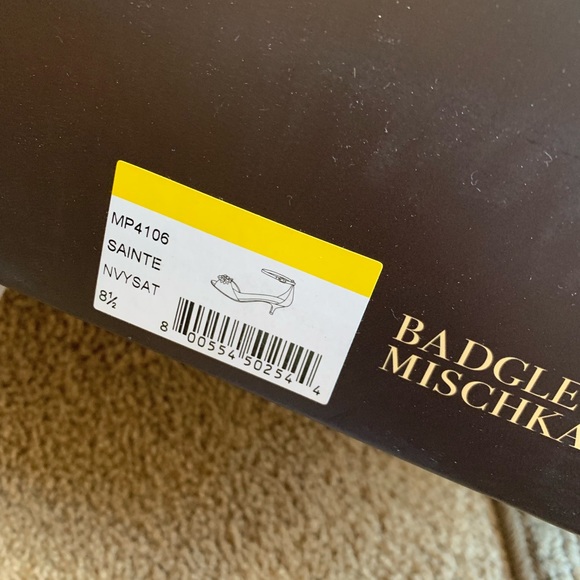 MP4106
SAINTE
NVYSAT
8½
8 00554 50254 4
BADGLE
MISCHKA